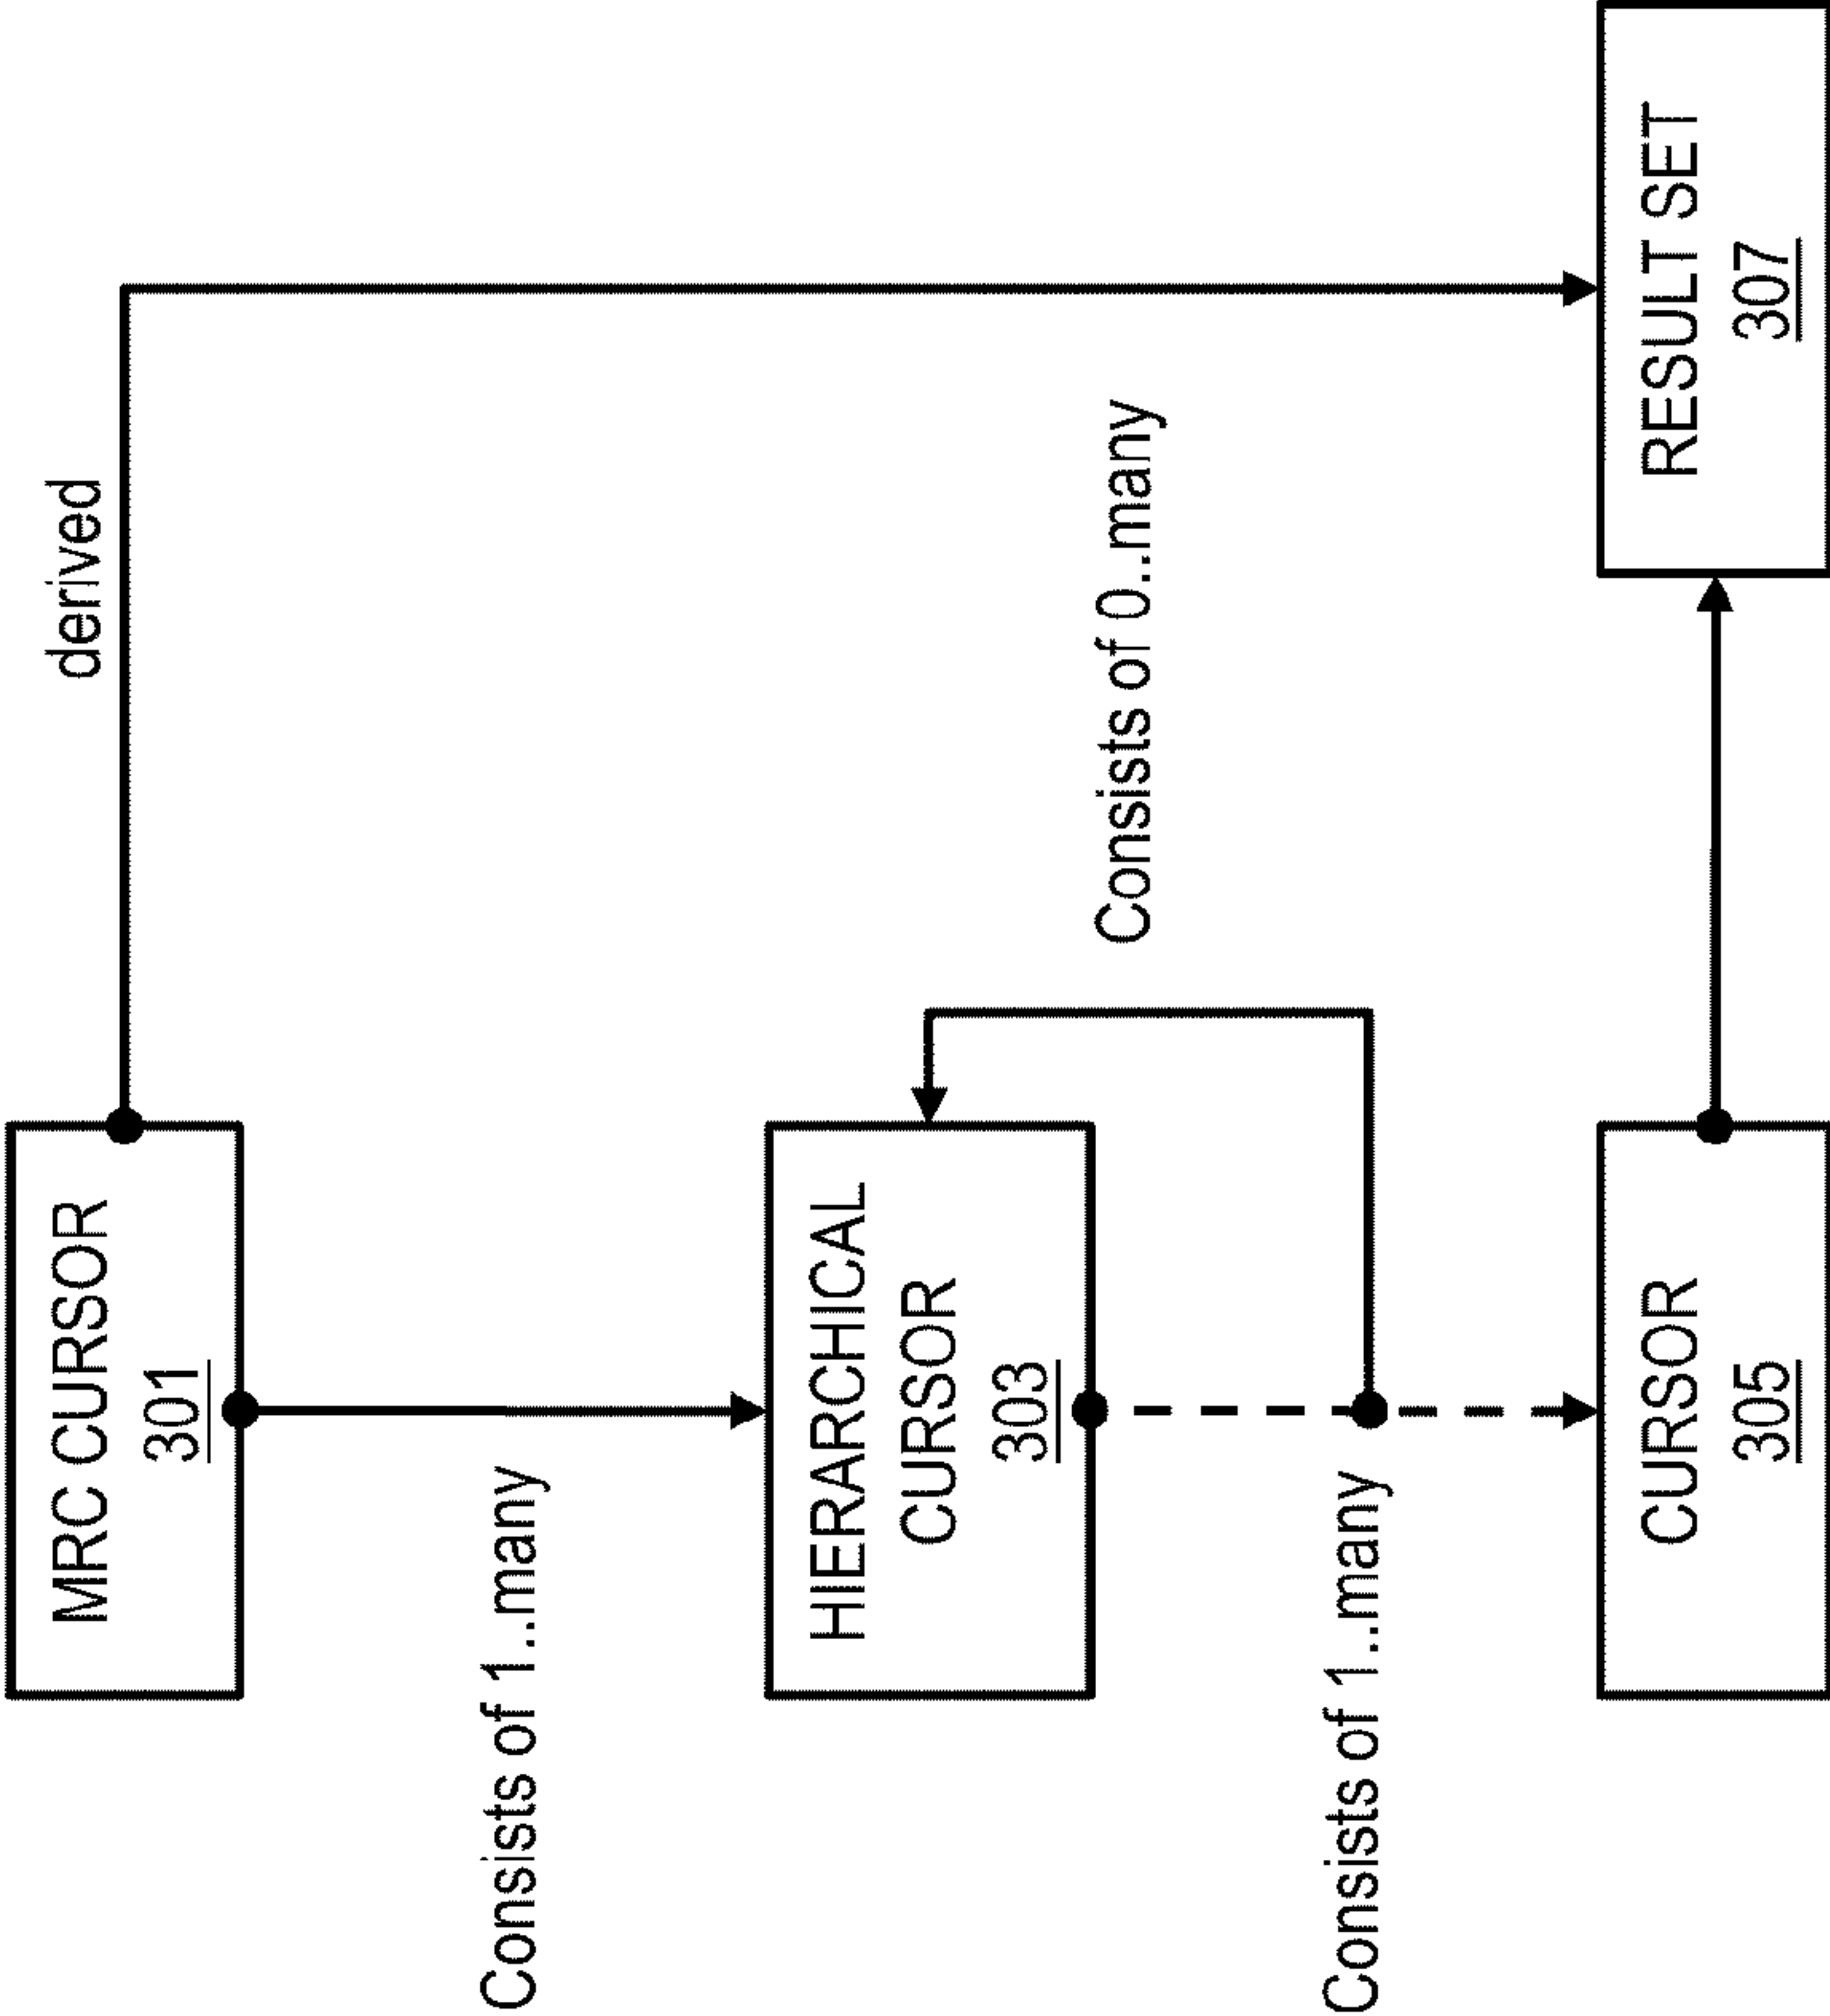 MRC CURSOR
301
derived
Consists of 1..many
HIERARCHICAL
CURSOR
303
Consists of 0..many
Consists of 1..many
CURSOR
305
RESULT SET
307